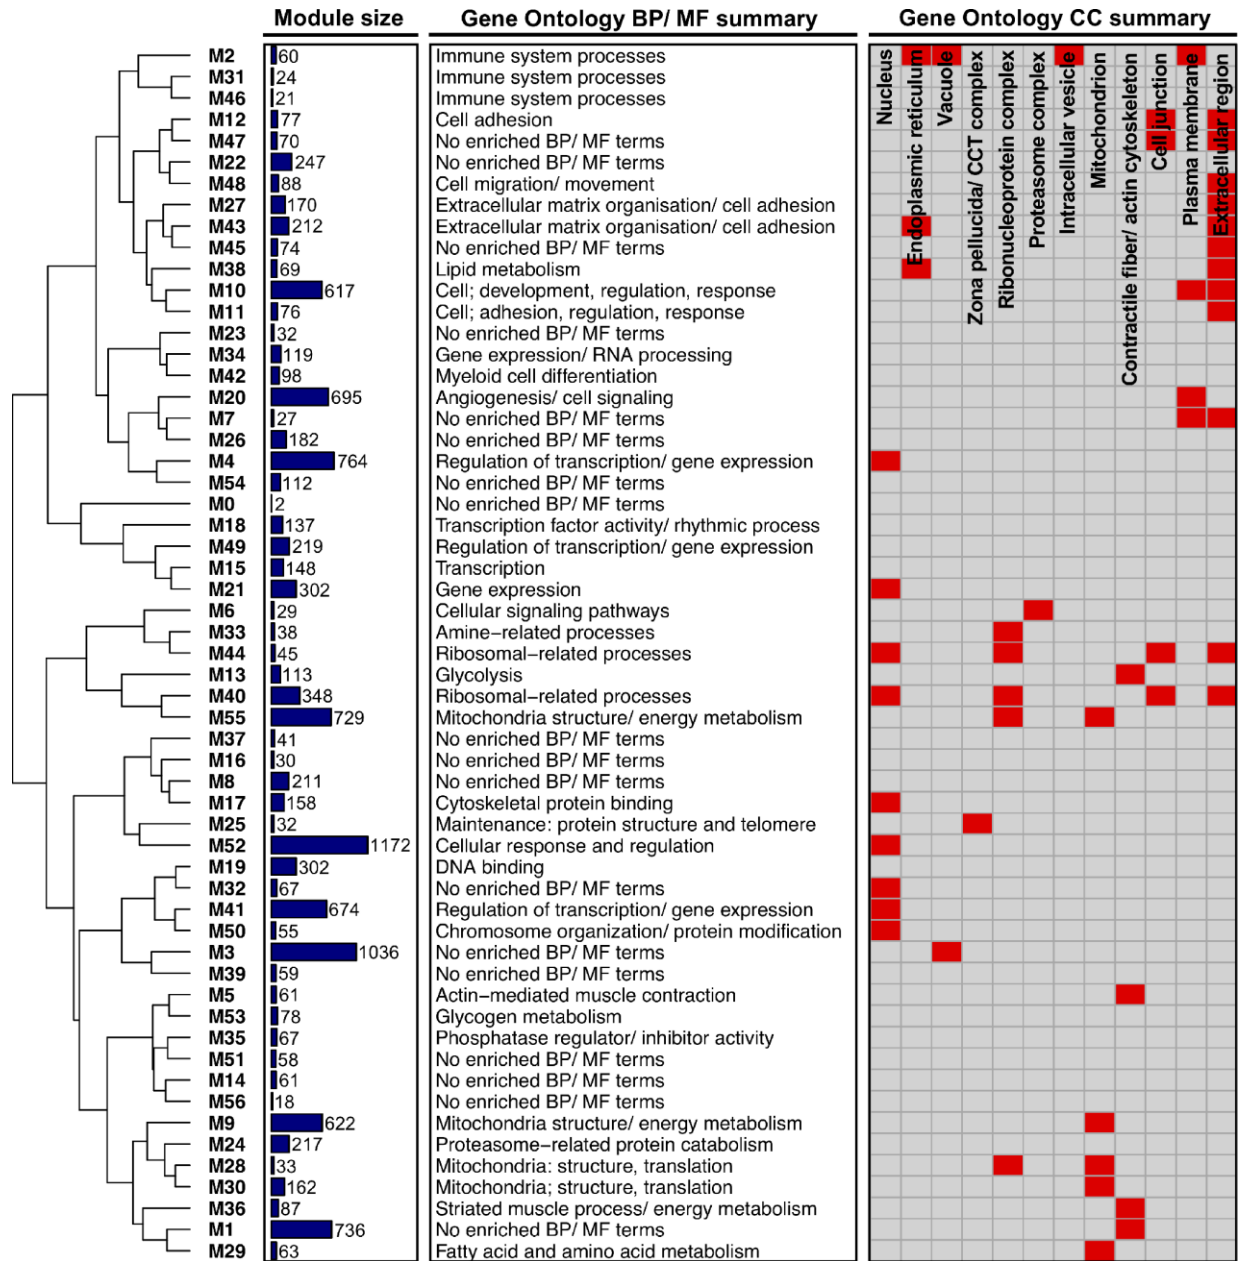 Module size
Gene Ontology BP/ MF summary
Gene Ontology CC summary
Nucleus
Endoplasmic reticulum
Vacuole
Zona pellucida/ CCT complex
Ribonucleoprotein complex
Proteasome complex
Intracellular vesicle
Mitochondrion
Contractile fiber/ actin cytoskeleton
Cell junction
Plasma membrane
Extracellular region
M2 60 Immune system processes
M31 24 Immune system processes
M46 21 Immune system processes
M12 77 Cell adhesion
M47 70 No enriched BP/ MF terms
M22 247 No enriched BP/ MF terms
M48 88 Cell migration/ movement
M27 170 Extracellular matrix organisation/ cell adhesion
M43 212 Extracellular matrix organisation/ cell adhesion
M45 74 No enriched BP/ MF terms
M38 69 Lipid metabolism
M10 617 Cell; development, regulation, response
M11 76 Cell; adhesion, regulation, response
M23 32 No enriched BP/ MF terms
M34 119 Gene expression/ RNA processing
M42 98 Myeloid cell differentiation
M20 695 Angiogenesis/ cell signaling
M7 27 No enriched BP/ MF terms
M26 182 No enriched BP/ MF terms
M4 764 Regulation of transcription/ gene expression
M54 112 No enriched BP/ MF terms
M0 2 No enriched BP/ MF terms
M18 137 Transcription factor activity/ rhythmic process
M49 219 Regulation of transcription/ gene expression
M15 148 Transcription
M21 302 Gene expression
M6 29 Cellular signaling pathways
M33 38 Amine−related processes
M44 45 Ribosomal−related processes
M13 113 Glycolysis
M40 348 Ribosomal−related processes
M55 729 Mitochondria structure/ energy metabolism
M37 41 No enriched BP/ MF terms
M16 30 No enriched BP/ MF terms
M8 211 No enriched BP/ MF terms
M17 158 Cytoskeletal protein binding
M25 32 Maintenance: protein structure and telomere
M52 1172 Cellular response and regulation
M19 302 DNA binding
M32 67 No enriched BP/ MF terms
M41 674 Regulation of transcription/ gene expression
M50 55 Chromosome organization/ protein modification
M3 1036 No enriched BP/ MF terms
M39 59 No enriched BP/ MF terms
M5 61 Actin−mediated muscle contraction
M53 78 Glycogen metabolism
M35 67 Phosphatase regulator/ inhibitor activity
M51 58 No enriched BP/ MF terms
M14 61 No enriched BP/ MF terms
M56 18 No enriched BP/ MF terms
M9 622 Mitochondria structure/ energy metabolism
M24 217 Proteasome−related protein catabolism
M28 33 Mitochondria: structure, translation
M30 162 Mitochondria; structure, translation
M36 87 Striated muscle process/ energy metabolism
M1 736 No enriched BP/ MF terms
M29 63 Fatty acid and amino acid metabolism